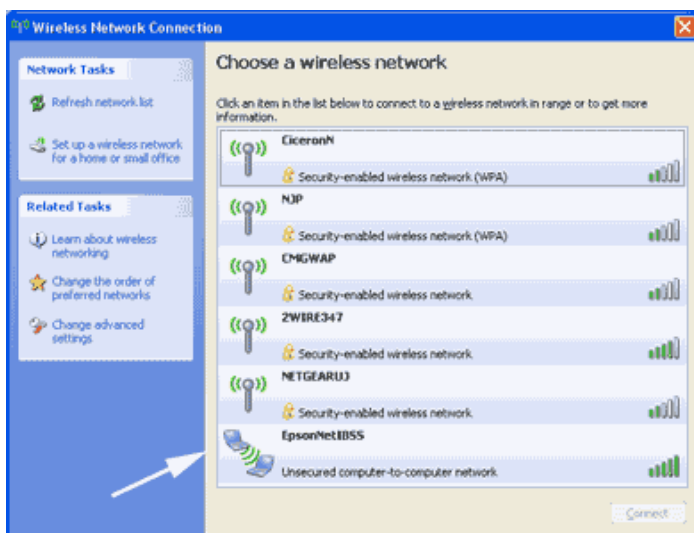 Wireless Network Connection
Network Tasks
Refresh network list
Set up a wireless network
for a home or small office
Related Tasks
Learn about wireless
networking
Change the order of
preferred networks
Change advanced
settings
Choose a wireless network
Click an item in the list below to connect to a wireless network in range or to get more
information.
CiceronN
Security-enabled wireless network (WPA)
NJP
Security-enabled wireless network (WPA)
CMGWAP
Security-enabled wireless network
2WIRE347
Security-enabled wireless network
NETGEARUJ
Security-enabled wireless network
EpsonNetIBSS
Unsecured computer-to-computer network
Connect